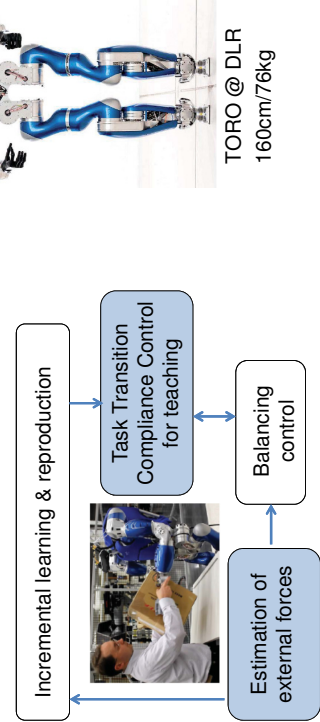 Incremental learning & reproduction
Task Transition
Compliance Control
for teaching
Estimation of
external forces
Balancing
control
TORO @ DLR
160cm/76kg